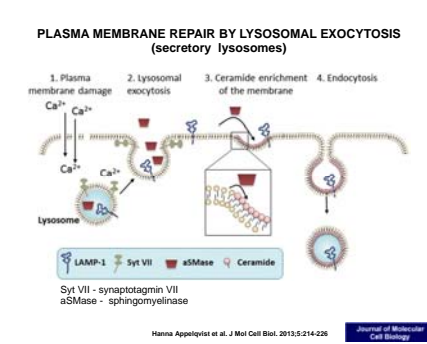 PLASMA MEMBRANE REPAIR BY LYSOSOMAL EXOCYTOSIS
(secretory lysosomes)
1. Plasma
membrane damage
2. Lysosomal
exocytosis
3. Ceramide enrichment
of the membrane
4. Endocytosis
Ca²⁺
Ca²⁺
Ca²⁺
Ca²⁺
Lysosome
LAMP-1
Syt VII
aSMase
Ceramide
Syt VII - synaptotagmin VII
aSMase - sphingomyelinase
Hanna Appelqvist et al. J Mol Cell Biol. 2013;5:214-226
Journal of Molecular
Cell Biology